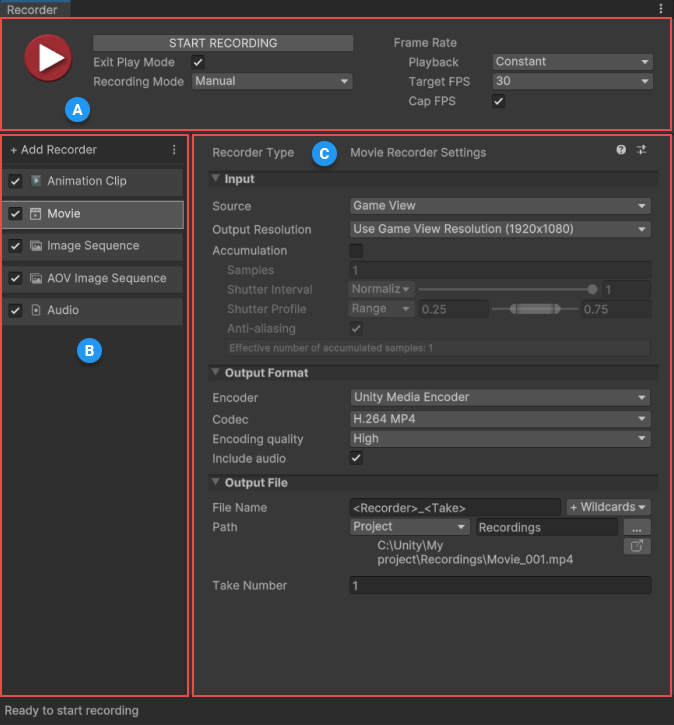 Recorder
START RECORDING
Exit Play Mode
Recording Mode Manual
Frame Rate
Playback Constant
Target FPS 30
Cap FPS
A
+ Add Recorder
Animation Clip
Movie
Image Sequence
AOV Image Sequence
Audio
B
Recorder Type C Movie Recorder Settings
Input
Source Game View
Output Resolution Use Game View Resolution (1920x1080)
Accumulation
Samples 1
Shutter Interval Normaliz 1
Shutter Profile Range 0.25 0.75
Anti-aliasing
Effective number of accumulated samples: 1
Output Format
Encoder Unity Media Encoder
Codec H.264 MP4
Encoding quality High
Include audio
Output File
File Name <Recorder>_<Take> + Wildcards
Path Project Recordings ...
C:\Unity\My
project\Recordings\Movie_001.mp4
Take Number 1
Ready to start recording